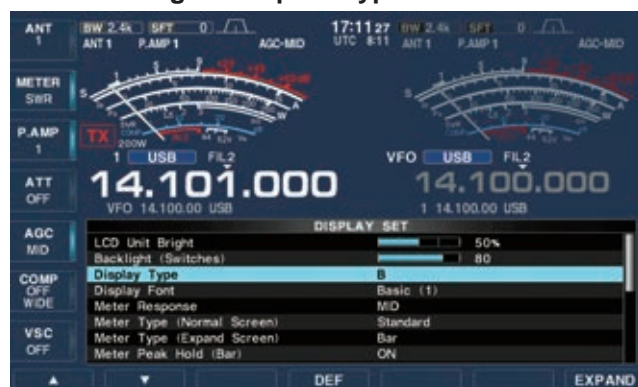 ANT
1
BW 2.4k SFT 0
ANT 1 P.AMP 1 AGC-MID
17:11 27
UTC 8:11
BW 2.4k SFT 0
ANT 1 P.AMP 1 AGC-MID
METER
SWR
P.AMP
1
TX
200W
1 USB FIL2
VFO USB FIL2
ATT
OFF
14.101.000
14.100.000
VFO 14.100.00 USB
1 14.100.00 USB
AGC
MID
DISPLAY SET
LCD Unit Bright 50%
Backlight (Switches) 80
Display Type B
Display Font Basic (1)
Meter Response MID
Meter Type (Normal Screen) Standard
Meter Type (Expand Screen) Bar
Meter Peak Hold (Bar) ON
COMP
OFF
WIDE
VSC
OFF
DEF
EXPAND